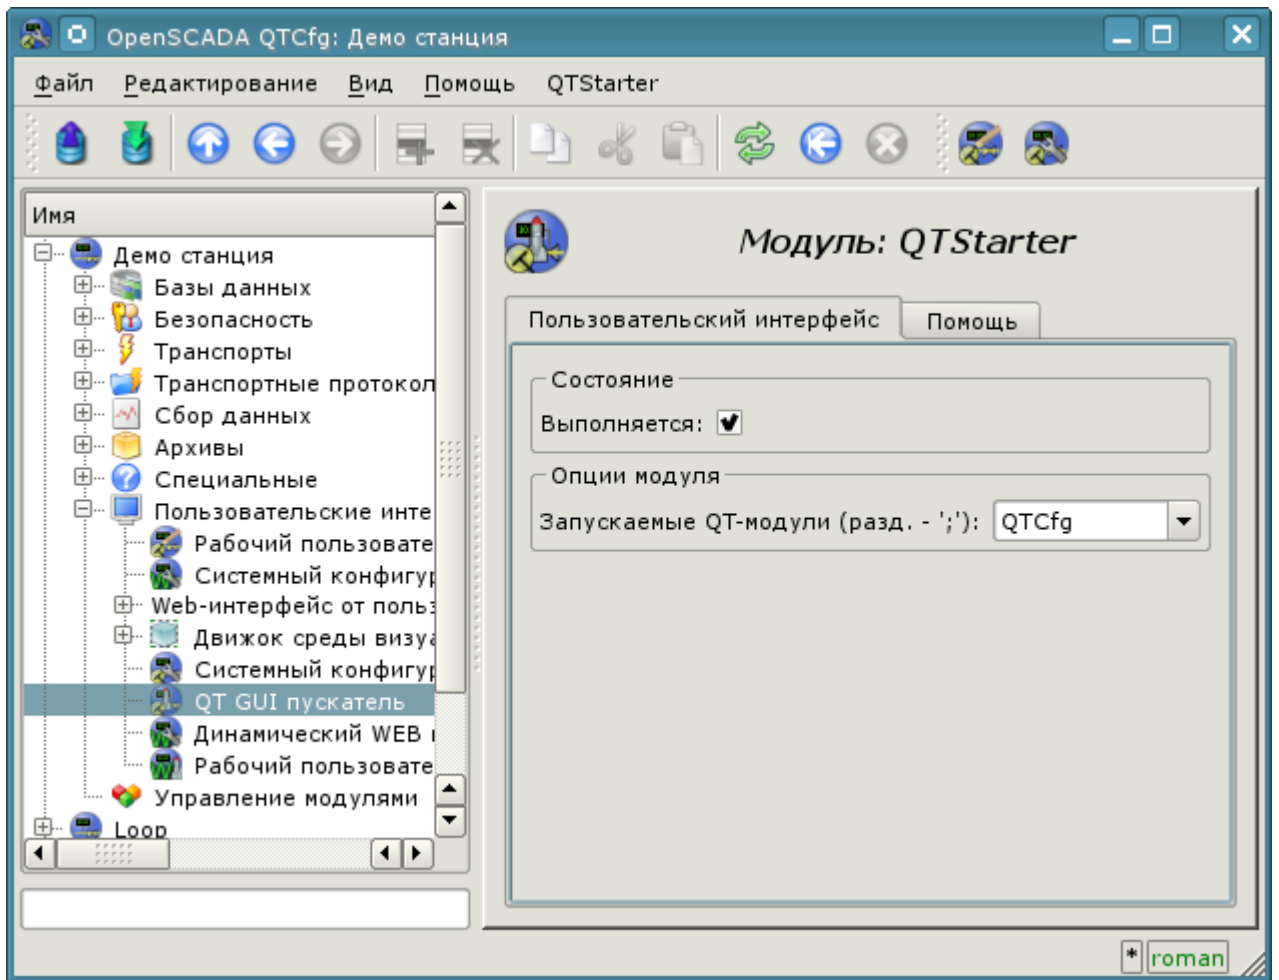 OpenSCADA QTCfg: Демо станция
Файл Редактирование Вид Помощь QTStarter
Имя
Демо станция
Базы данных
Безопасность
Транспорты
Транспортные протокол
Сбор данных
Архивы
Специальные
Пользовательские инте
Рабочий пользовате
Системный конфигур
Web-интерфейс от польз
Движок среды визуа
Системный конфигур
QT GUI пускатель
Динамический WEB
Рабочий пользовате
Управление модулями
Loop
Модуль: QTStarter
Пользовательский интерфейс Помощь
Состояние
Выполняется:
Опции модуля
Запускаемые QT-модули (разд. - ';'): QTCfg
* roman